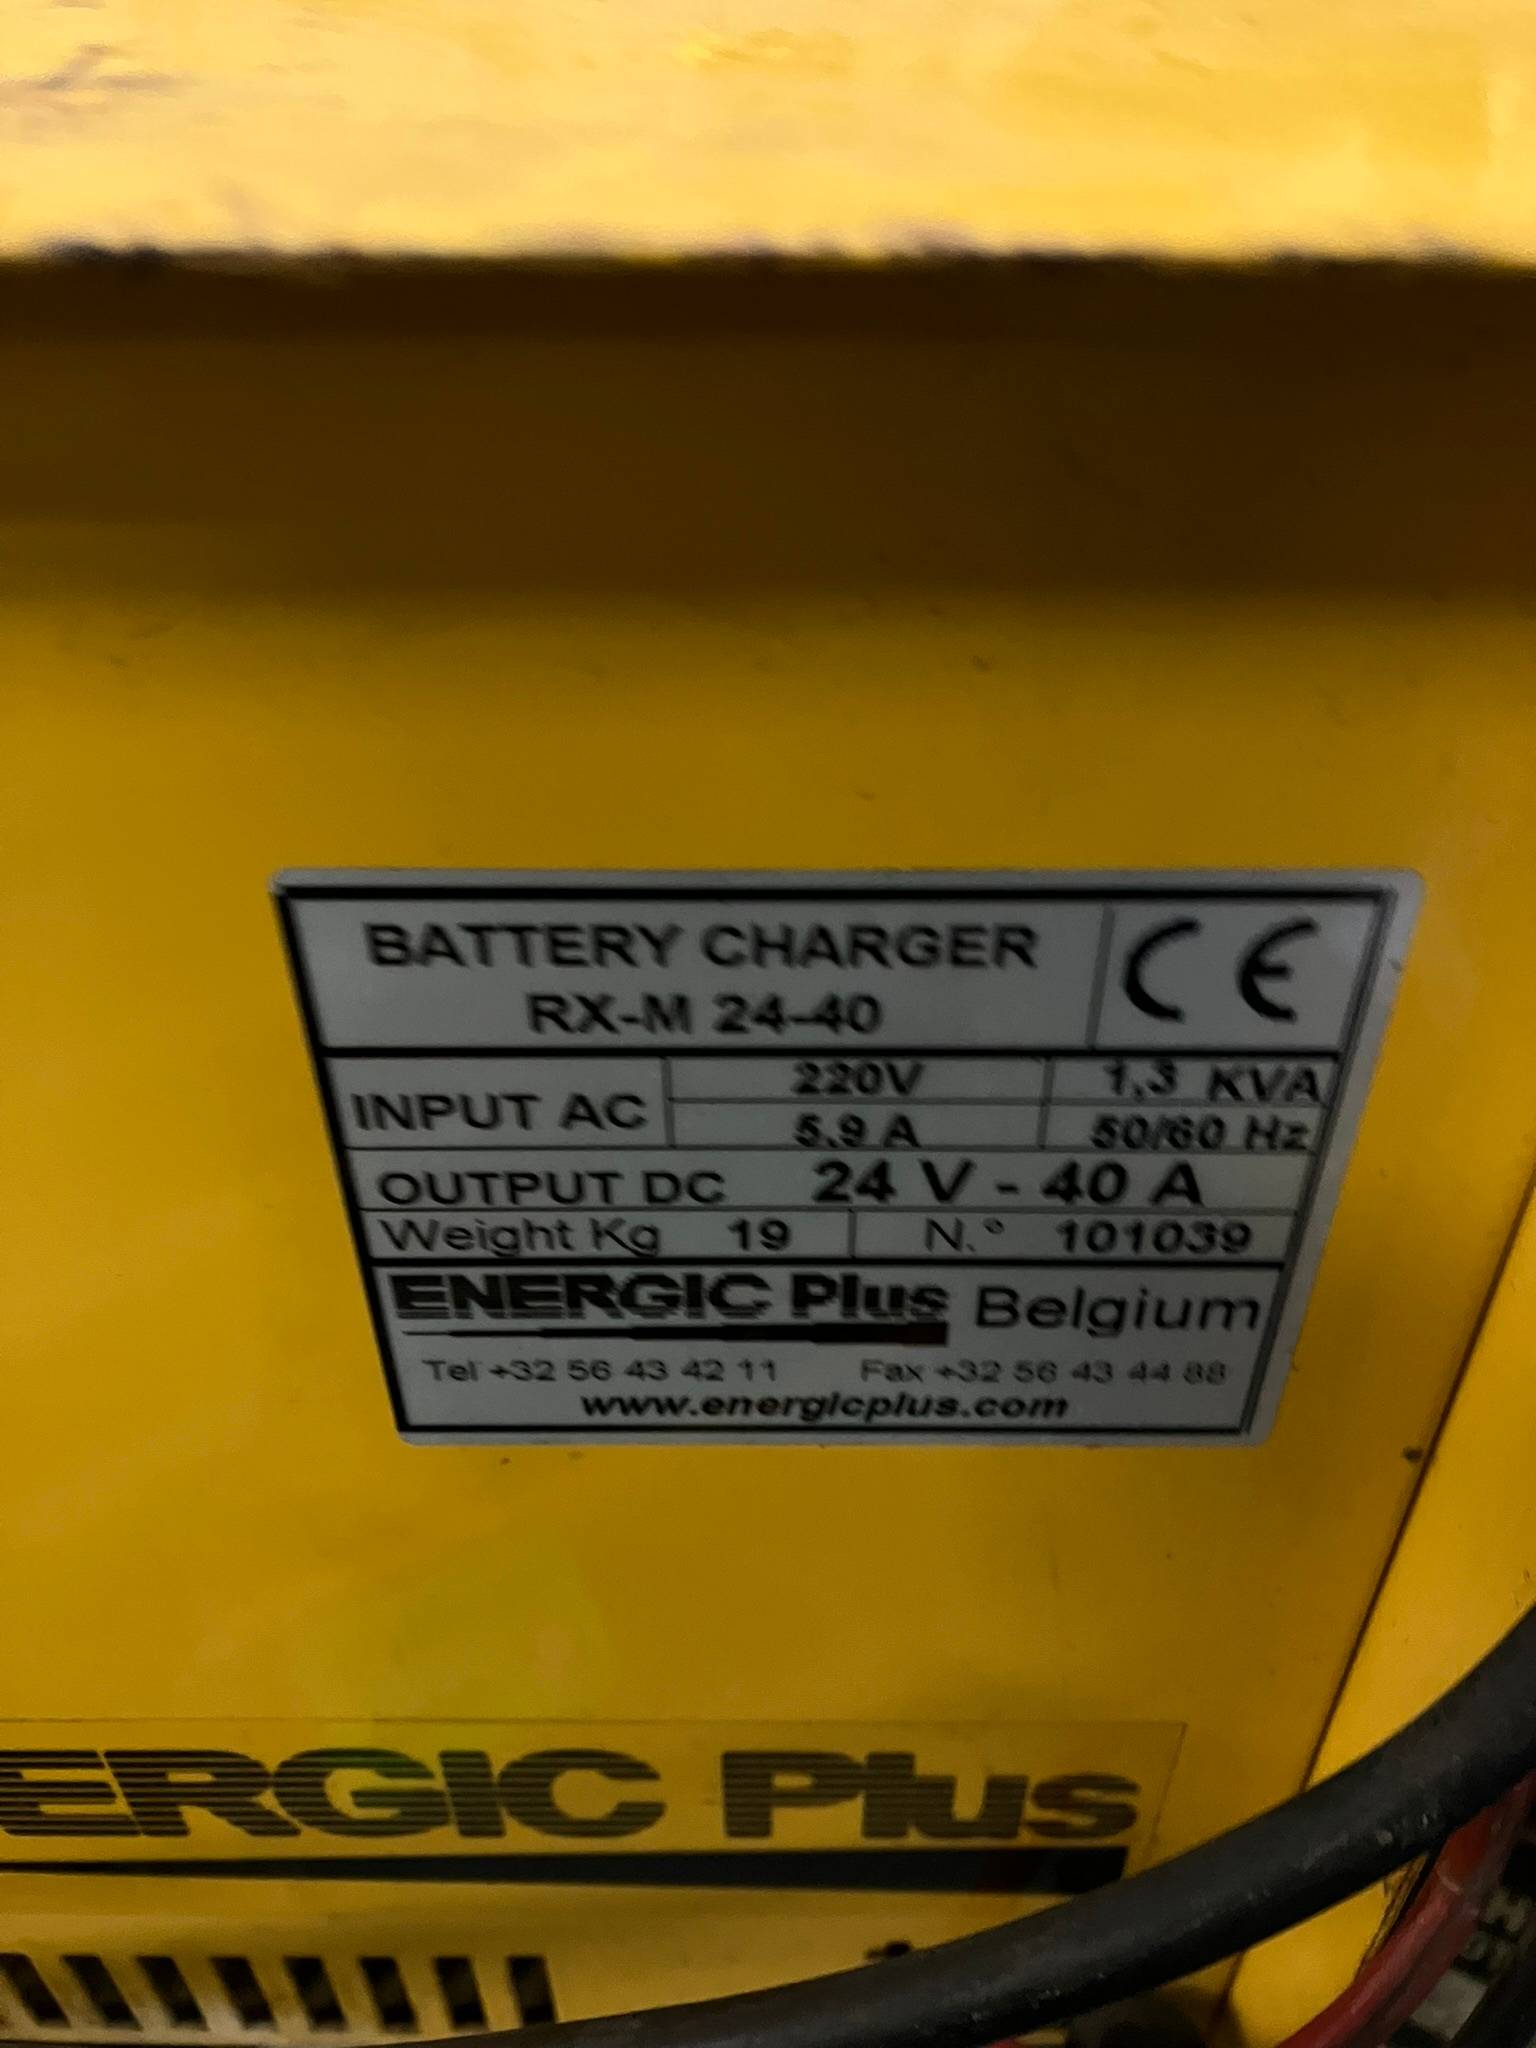 BATTERY CHARGER
RX-M 24-40
CE
INPUT AC 220V 1,3 KVA
5,9 A 50/60 Hz
OUTPUT DC 24 V - 40 A
Weight Kg 19 N.° 101039
ENERGIC Plus Belgium
Tel +32 56 43 42 11 Fax +32 56 43 44 88
www.energicplus.com
ERGIC Plus